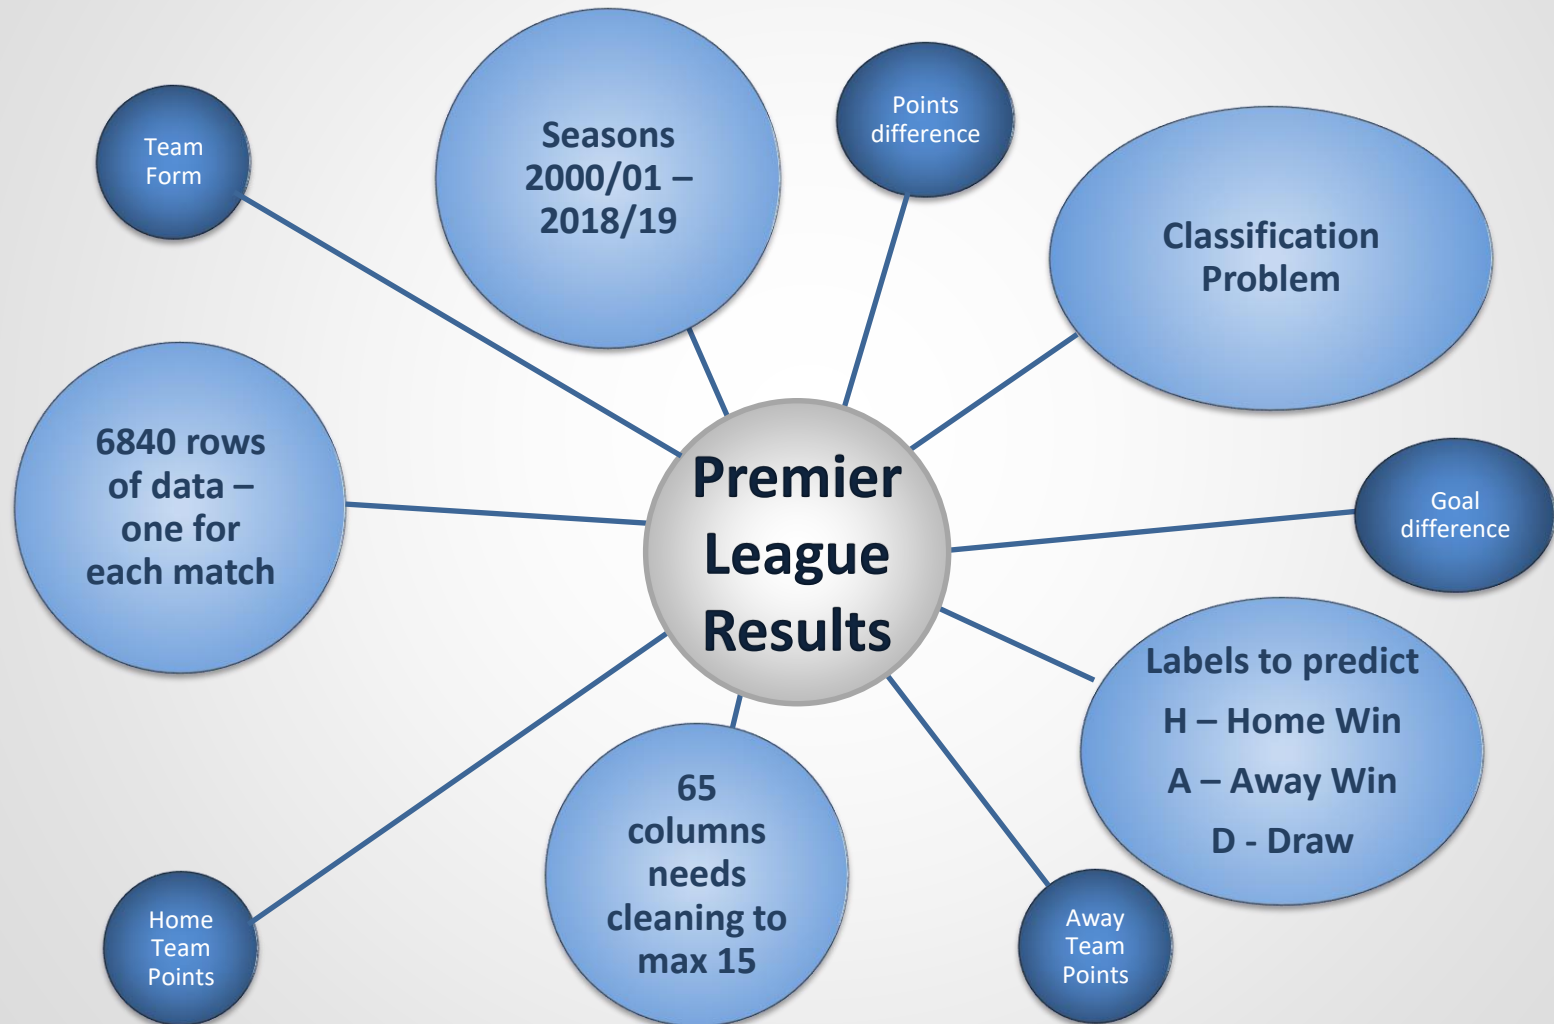 Team
Form
Seasons
2000/01 –
2018/19
Points
difference
Classification
Problem
6840 rows
of data –
one for
each match
Premier
League
Results
Goal
difference
Labels to predict
H – Home Win
A – Away Win
D - Draw
65
columns
needs
cleaning to
max 15
Home
Team
Points
Away
Team
Points